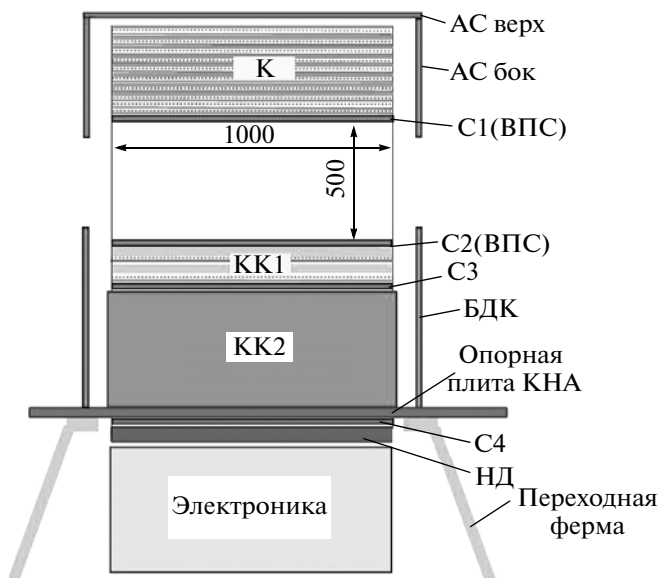 АС верх
К
АС бок
С1(ВПС)
1000
500
С2(ВПС)
КК1
С3
БДК
КК2
Опорная
плита КНА
С4
НД
Электроника
Переходная
ферма